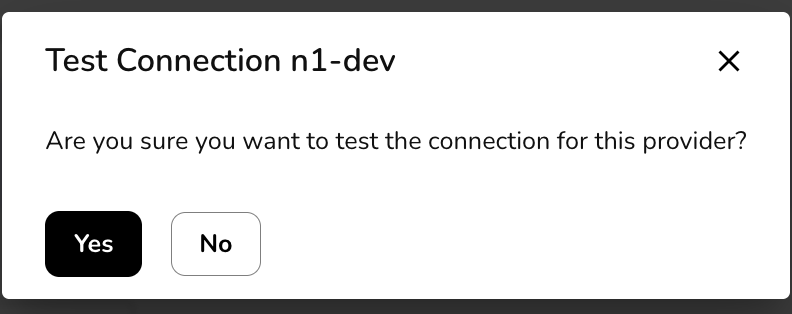 Test Connection n1-dev
Are you sure you want to test the connection for this provider?
Yes
No